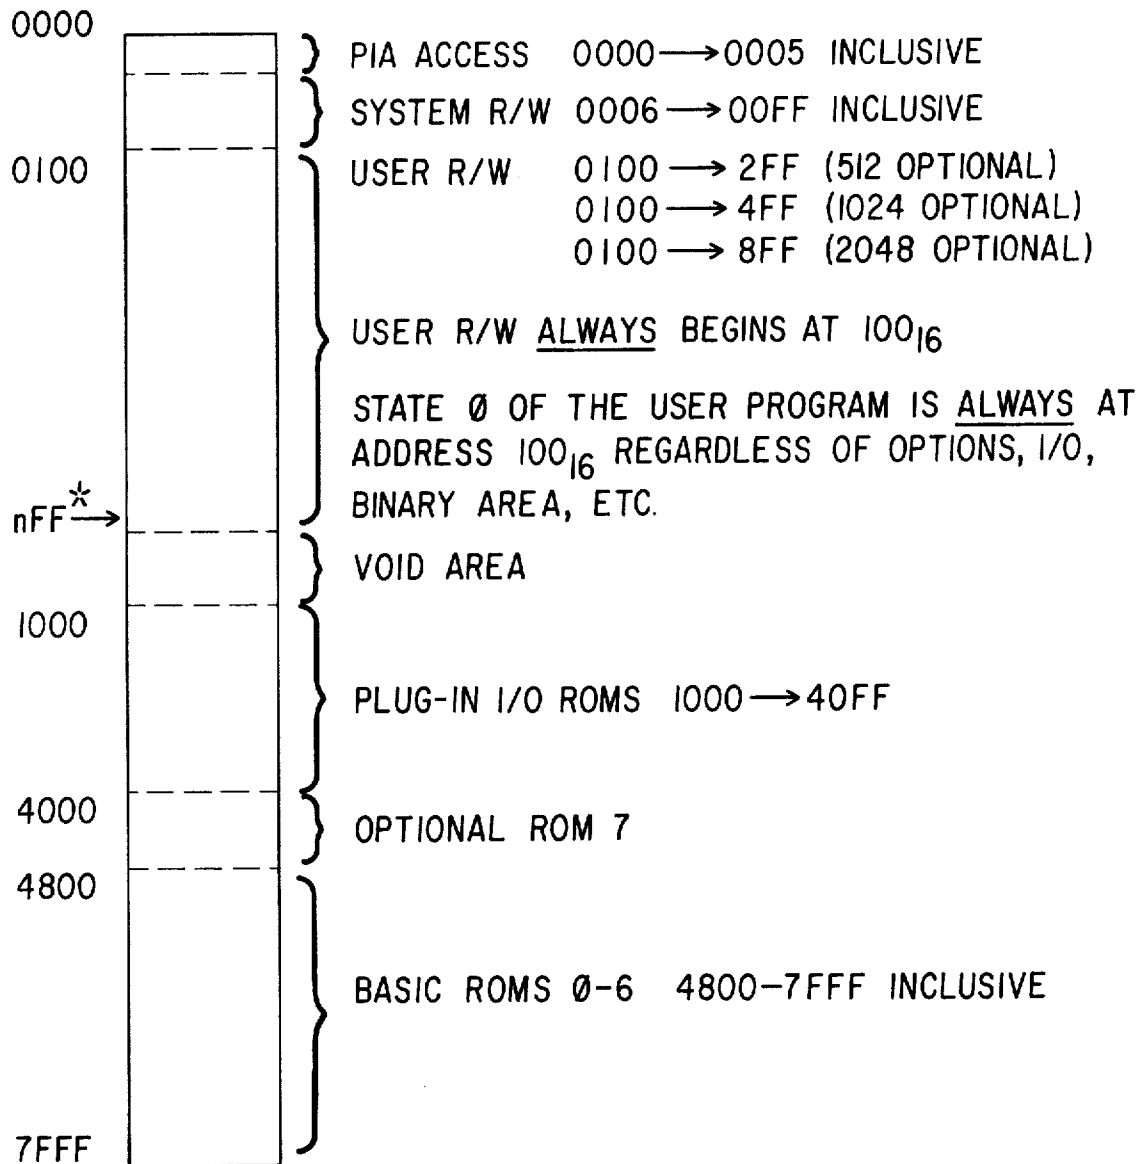 0000
PIA ACCESS 0000→0005 INCLUSIVE
SYSTEM R/W 0006→00FF INCLUSIVE
0100 USER R/W 0100→2FF (512 OPTIONAL)
0100→4FF (1024 OPTIONAL)
0100→8FF (2048 OPTIONAL)
USER R/W ALWAYS BEGINS AT 100₁₆
STATE Ø OF THE USER PROGRAM IS ALWAYS AT
ADDRESS 100₁₆ REGARDLESS OF OPTIONS, I/O,
BINARY AREA, ETC.
nFF*→
VOID AREA
1000
PLUG-IN I/O ROMS 1000→40FF
4000
OPTIONAL ROM 7
4800
BASIC ROMS Ø-6 4800-7FFF INCLUSIVE
7FFF